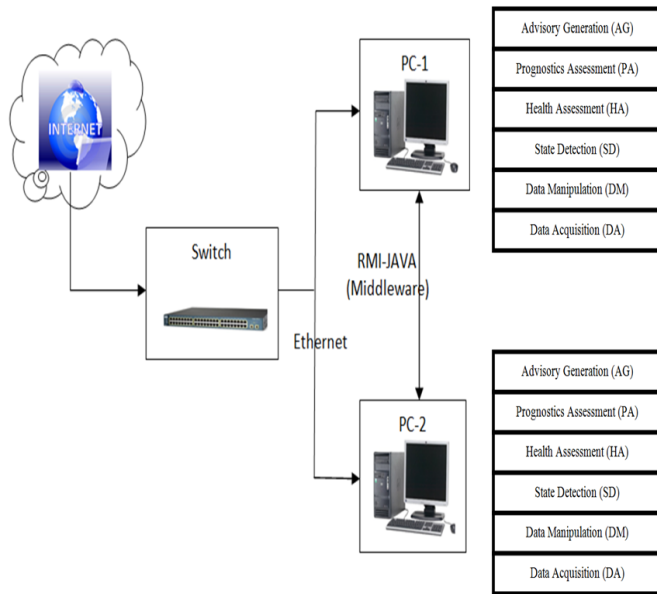 INTERNET
Switch
Ethernet
PC-1
RMI-JAVA
(Middleware)
PC-2
Advisory Generation (AG)
Prognostics Assessment (PA)
Health Assessment (HA)
State Detection (SD)
Data Manipulation (DM)
Data Acquisition (DA)
Advisory Generation (AG)
Prognostics Assessment (PA)
Health Assessment (HA)
State Detection (SD)
Data Manipulation (DM)
Data Acquisition (DA)